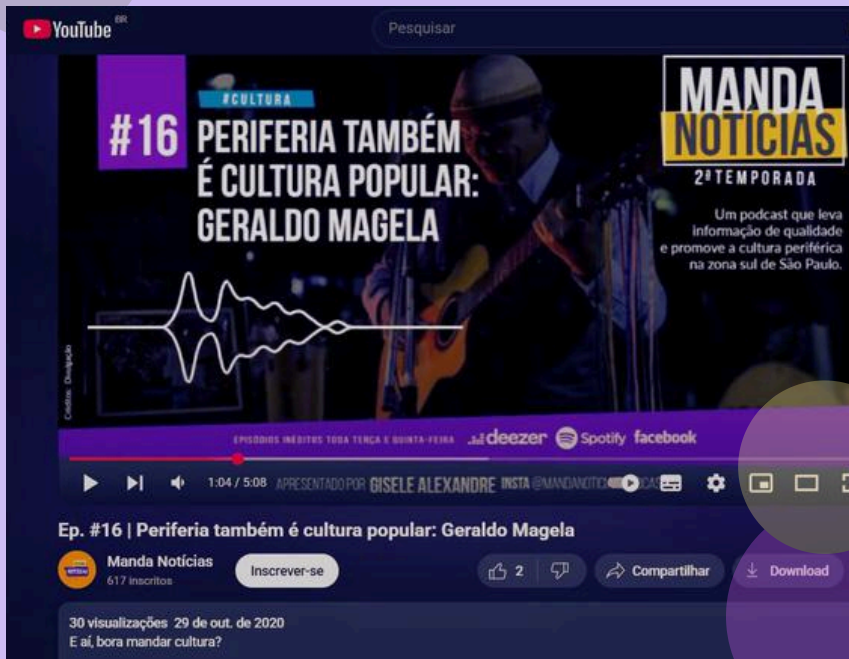 YouTube BR
Pesquisar
#16
#CULTURA
PERIFERIA TAMBÉM
É CULTURA POPULAR:
GERALDO MAGELA
MANDA
NOTÍCIAS
2ª TEMPORADA
Um podcast que leva
informação de qualidade
e promove a cultura periférica
na zona sul de São Paulo.
Créditos: Divulgação
EPISÓDIOS INÉDITOS TODA TERÇA E QUINTA-FEIRA deezer Spotify facebook
1:04 / 5:08 APRESENTADO POR GISELE ALEXANDRE INSTA
Ep. #16 | Periferia também é cultura popular: Geraldo Magela
Manda Notícias
617 inscritos
Inscrever-se
2
Compartilhar
Download
30 visualizações 29 de out. de 2020
E aí, bora mandar cultura?